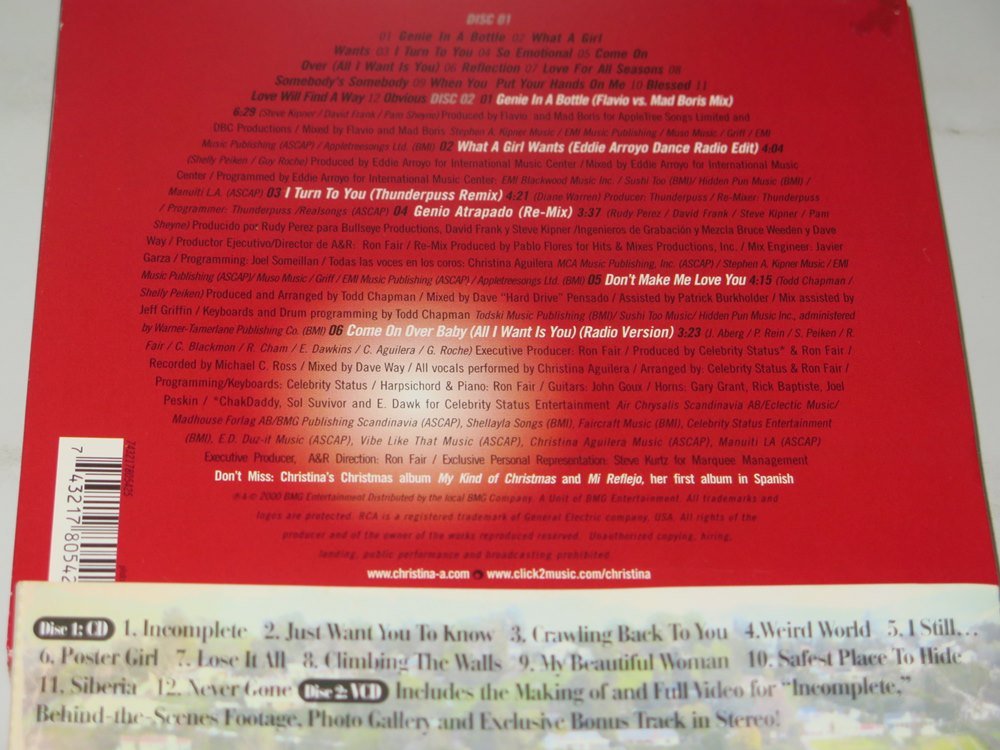 DISC 01
01 Genie In A Bottle 02 What A Girl
Wants 03 I Turn To You 04 So Emotional 05 Come On
Over (All I Want Is You) 06 Reflection 07 Love For All Seasons 08
Somebody's Somebody 09 When You Put Your Hands On Me 10 Blessed 11
Love Will Find A Way 12 Obvious DISC 02 01 Genie In A Bottle (Flavio vs. Mad Boris Mix)
6:29 (Steve Kipner / David Frank / Pam Sheyne) Produced by Flavio and Mad Boris for AppleTree Songs Limited and
DBC Productions / Mixed by Flavio and Mad Boris Stephen A. Kipner Music / EMI Music Publishing / Muso Music / Griff / EMI
Music Publishing (ASCAP) / Appletreesongs Ltd. (BMI) 02 What A Girl Wants (Eddie Arroyo Dance Radio Edit) 4:04
(Shelly Peiken / Guy Roche) Produced by Eddie Arroyo for International Music Center / Mixed by Eddie Arroyo for International Music
Center / Programmed by Eddie Arroyo for International Music Center: EMI Blackwood Music Inc. / Sushi Too (BMI)/ Hidden Pun Music (BMI) /
Manuiti L.A. (ASCAP) 03 I Turn To You (Thunderpuss Remix) 4:21 (Diane Warren) Producer: Thunderpuss / Re-Mixer: Thunderpuss
/ Programmer: Thunderpuss /Realsongs (ASCAP) 04 Genio Atrapado (Re-Mix) 3:37 (Rudy Perez / David Frank / Steve Kipner / Pam
Sheyne) Producido por: Rudy Perez para Bullseye Productions, David Frank y Steve Kipner /Ingenieros de Grabación y Mezcla Bruce Weeden y Dave
Way / Productor Ejecutivo/Director de A&R: Ron Fair / Re-Mix Produced by Pablo Flores for Hits & Mixes Productions, Inc. / Mix Engineer: Javier
Garza / Programming: Joel Someillan / Todas las voces en los coros: Christina Aguilera MCA Music Publishing, Inc. (ASCAP) / Stephen A. Kipner Music / EMI
Music Publishing (ASCAP)/ Muso Music / Griff / EMI Music Publishing (ASCAP) / Appletreesongs Ltd. (BMI) 05 Don't Make Me Love You 4:15 (Todd Chapman /
Shelly Peiken) Produced and Arranged by Todd Chapman / Mixed by Dave "Hard Drive" Pensado / Assisted by Patrick Burkholder / Mix assisted by
Jeff Griffin / Keyboards and Drum programming by Todd Chapman Todski Music Publishing (BMI)/ Sushi Too Music/ Hidden Pun Music Inc., administered
by Warner-Tamerlane Publishing Co. (BMI) 06 Come On Over Baby (All I Want Is You) (Radio Version) 3:23 (J. Aberg / P. Rein / S. Peiken / R.
Fair / C. Blackmon / R. Cham / E. Dawkins / C. Aguilera / G. Roche) Executive Producer: Ron Fair / Produced by Celebrity Status* & Ron Fair /
Recorded by Michael C. Ross / Mixed by Dave Way / All vocals performed by Christina Aguilera / Arranged by: Celebrity Status & Ron Fair /
Programming/Keyboards: Celebrity Status / Harpsichord & Piano: Ron Fair / Guitars: John Goux / Horns: Gary Grant, Rick Baptiste, Joel
Peskin / *ChakDaddy, Sol Suvivor and E. Dawk for Celebrity Status Entertainment Air Chrysalis Scandinavia AB/Eclectic Music/
Madhouse Forlag AB/BMG Publishing Scandinavia (ASCAP), Shellayla Songs (BMI), Faircraft Music (BMI), Celebrity Status Entertainment
(BMI), E.D. Duz-it Music (ASCAP), Vibe Like That Music (ASCAP), Christina Aguilera Music (ASCAP), Manuiti LA (ASCAP)
Executive Producer, A&R Direction: Ron Fair / Exclusive Personal Representation: Steve Kurtz for Marquee Management
Don't Miss: Christina's Christmas album My Kind of Christmas and Mi Reflejo, her first album in Spanish
℗ & © 2000 BMG Entertainment Distributed by the local BMG Company. A Unit of BMG Entertainment. All trademarks and
logos are protected. RCA is a registered trademark of General Electric company, USA. All rights of the
producer and of the owner of the works reproduced reserved. Unauthorized copying, hiring,
lending, public performance and broadcasting prohibited.
www.christina-a.com www.click2music.com/christina
743217805425
7 43217 80542
Disc 1: CD 1. Incomplete 2. Just Want You To Know 3. Crawling Back To You 4.Weird World 5. I Still...
6. Poster Girl 7. Lose It All 8. Climbing The Walls 9. My Beautiful Woman 10. Safest Place To Hide
11. Siberia 12. Never Gone Disc 2: VCD Includes the Making of and Full Video for "Incomplete,"
Behind-the-Scenes Footage, Photo Gallery and Exclusive Bonus Track in Stereo!